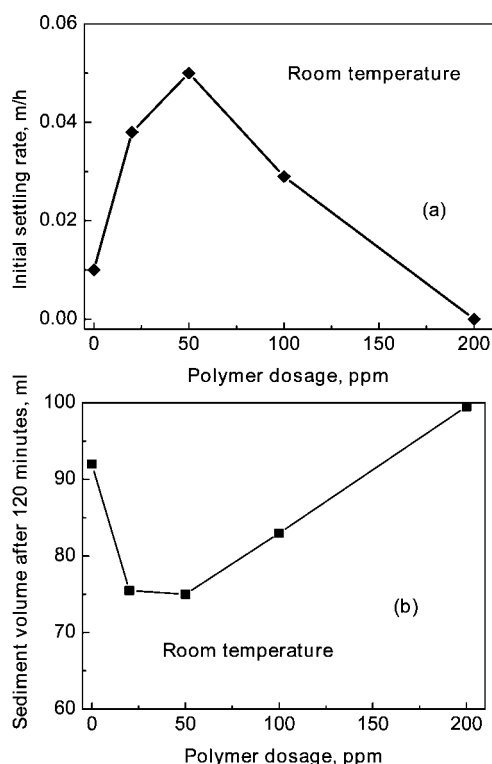 0.06
0.04
0.02
0.00
Initial settling rate, m/h
Room temperature
(a)
0 50 100 150 200
Polymer dosage, ppm
100
90
80
70
60
Sediment volume after 120 minutes, ml
(b)
Room temperature
0 50 100 150 200
Polymer dosage, ppm